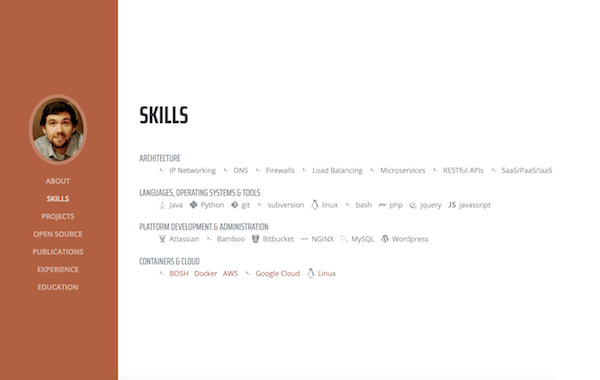 ABOUT
SKILLS
PROJECTS
OPEN SOURCE
PUBLICATIONS
EXPERIENCE
EDUCATION
SKILLS
ARCHITECTURE
IP Networking DNS Firewalls Load Balancing Microservices RESTful APIs SaaS/PaaS/IaaS
LANGUAGES, OPERATING SYSTEMS & TOOLS
Java Python git subversion linux bash php jquery JS javascript
PLATFORM DEVELOPMENT & ADMINISTRATION
Atlassian Bamboo Bitbucket NGINX MySQL Wordpress
CONTAINERS & CLOUD
BOSH Docker AWS Google Cloud Linux